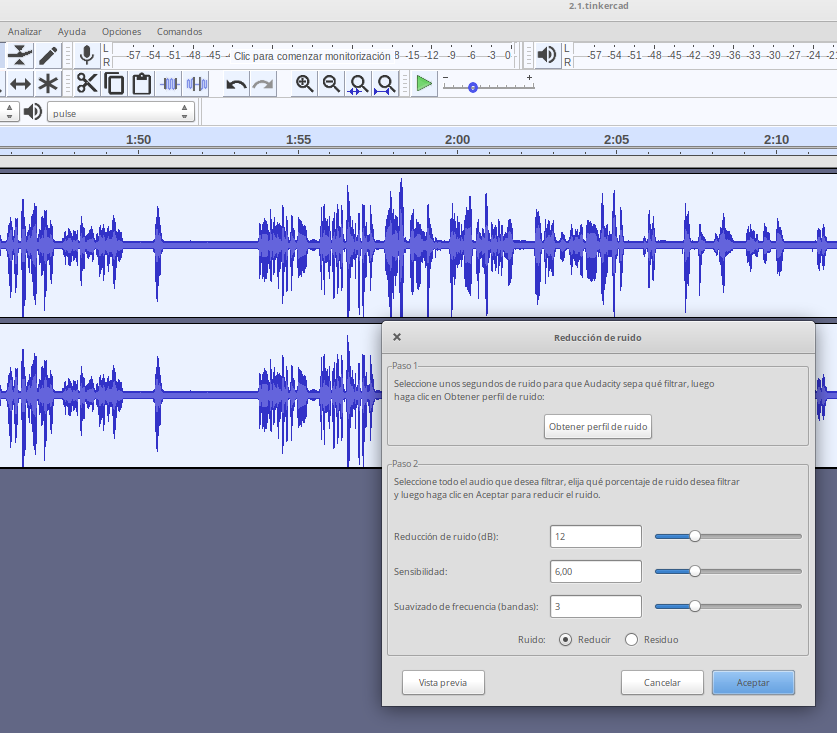 2.1.tinkercad
Analizar Ayuda Opciones Comandos
L -57 -54 -51 -48 -45 - Clic para comenzar monitorización 8 -15 -12 -9 -6 -3 0 L -57 -54 -51 -48 -45 -42 -39 -36 -33 -30 -27 -24 -21
R R
- +
pulse
1:50 1:55 2:00 2:05 2:10
Reducción de ruido
Paso 1
Seleccione unos segundos de ruido para que Audacity sepa qué filtrar, luego
haga clic en Obtener perfil de ruido:
Obtener perfil de ruido
Paso 2
Seleccione todo el audio que desea filtrar, elija qué porcentaje de ruido desea filtrar
y luego haga clic en Aceptar para reducir el ruido.
Reducción de ruido (dB): 12
Sensibilidad: 6,00
Suavizado de frecuencia (bandas): 3
Ruido: Reducir Residuo
Vista previa Cancelar Aceptar